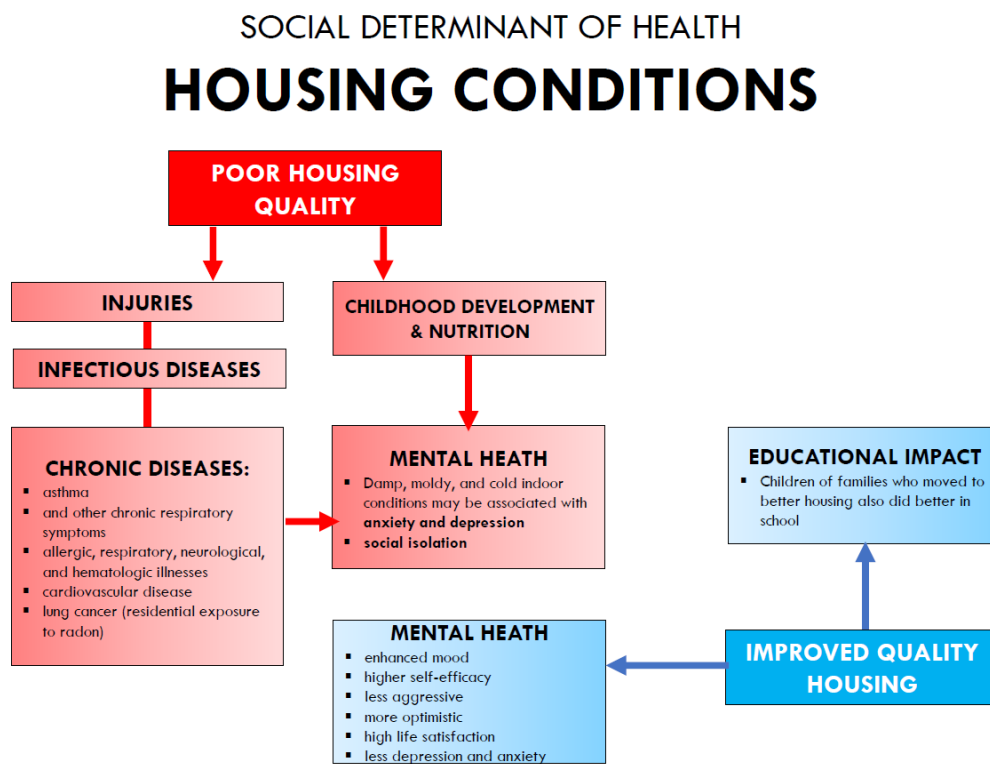 SOCIAL DETERMINANT OF HEALTH
HOUSING CONDITIONS
POOR HOUSING
QUALITY
INJURIES
INFECTIOUS DISEASES
CHRONIC DISEASES:
▪ asthma
▪ and other chronic respiratory
symptoms
▪ allergic, respiratory, neurological,
and hematologic illnesses
▪ cardiovascular disease
▪ lung cancer (residential exposure
to radon)
CHILDHOOD DEVELOPMENT
& NUTRITION
MENTAL HEATH
▪ Damp, moldy, and cold indoor
conditions may be associated with
anxiety and depression
▪ social isolation
MENTAL HEATH
▪ enhanced mood
▪ higher self-efficacy
▪ less aggressive
▪ more optimistic
▪ high life satisfaction
▪ less depression and anxiety
EDUCATIONAL IMPACT
▪ Children of families who moved to
better housing also did better in
school
IMPROVED QUALITY
HOUSING